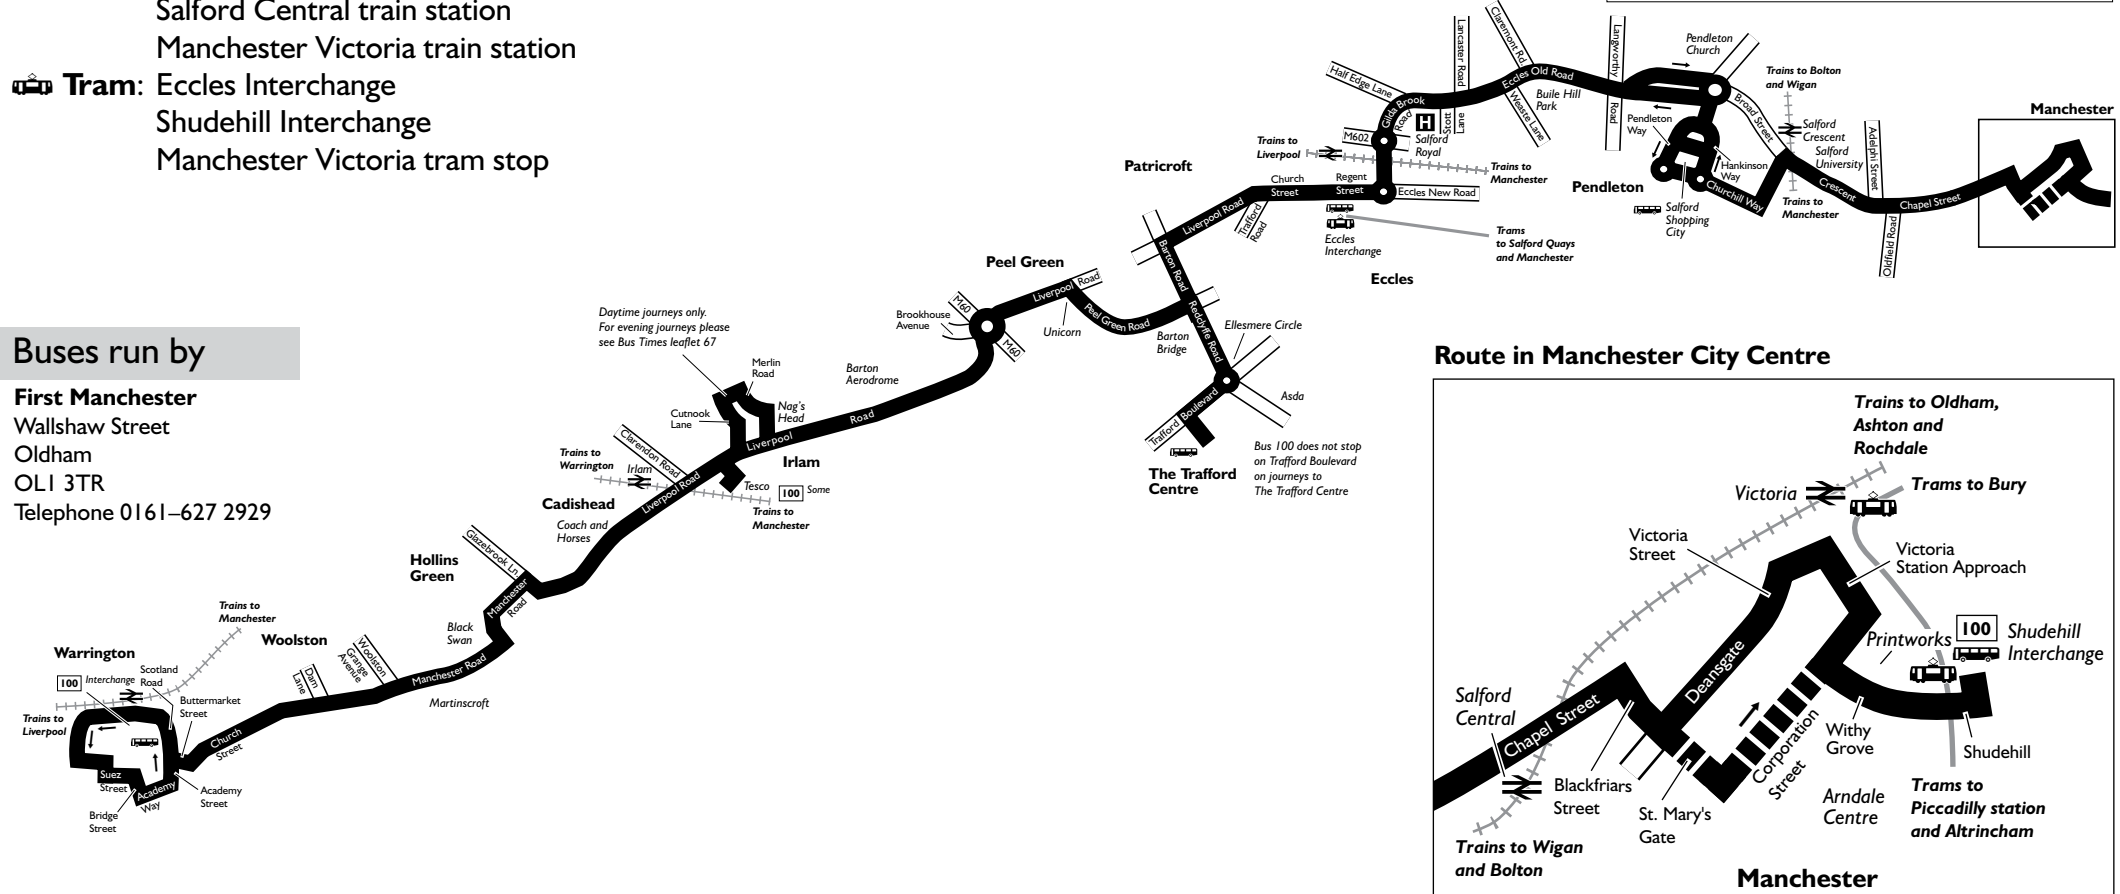 Salford Central train station
Manchester Victoria train station
Tram: Eccles Interchange
Shudehill Interchange
Manchester Victoria tram stop
Buses run by
First Manchester
Wallshaw Street
Oldham
OL1 3TR
Telephone 0161–627 2929
Warrington
100
Interchange
Scotland
Road
Trains to
Manchester
Buttermarket
Street
Trains to
Liverpool
Suez
Street
Bridge
Street
Academy
Way
Academy
Street
Church
Street
Woolston
Dam
Lane
Woolston
Grange
Avenue
Manchester Road
Martinscroft
Black
Swan
Hollins
Green
Glazebrook Ln.
Manchester
Road
Cadishead
Coach and
Horses
Trains to
Warrington
Irlam
Clarendon Road
Liverpool Road
Tesco
100
Some
Trains to
Manchester
Irlam
Daytime journeys only.
For evening journeys please
see Bus Times leaflet 67
Merlin
Road
Cutnook
Lane
Nag's
Head
Liverpool
Road
Barton
Aerodrome
Brookhouse
Avenue
M60
M60
Peel Green
Liverpool
Road
Unicorn
Peel Green Road
Barton
Bridge
Patricroft
Barton Road
Redclyffe Road
Ellesmere Circle
Asda
Trafford
Boulevard
The Trafford
Centre
Bus 100 does not stop
on Trafford Boulevard
on journeys to
The Trafford Centre
Liverpool Road
Trafford
Road
Church
Street
Regent
Street
Eccles New Road
Eccles
Interchange
Eccles
Trams
to Salford Quays
and Manchester
Trains to
Liverpool
Trains to
Manchester
M602
Gilda Brook
Road
Half Edge Lane
H
Salford
Royal
Lancaster Road
Stott
Lane
Claremont Rd.
Eccles Old Road
Weaste Lane
Buile Hill
Park
Langworthy
Road
Pendleton
Church
Pendleton
Way
Hankinson
Way
Pendleton
Salford
Shopping
City
Churchill Way
Broad Street
Trains to Bolton
and Wigan
Salford
Crescent
Salford
University
Trains to
Manchester
Crescent
Adelphi Street
Oldfield Road
Chapel Street
Manchester
Route in Manchester City Centre
Trains to Oldham,
Ashton and
Rochdale
Victoria
Trams to Bury
Victoria
Street
Victoria
Station Approach
Printworks
100
Shudehill
Interchange
Deansgate
Salford
Central
Chapel Street
Blackfriars
Street
St. Mary's
Gate
Corporation
Street
Withy
Grove
Shudehill
Arndale
Centre
Trams to
Piccadilly station
and Altrincham
Trains to Wigan
and Bolton
Manchester